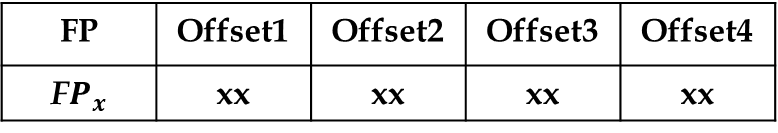 FP Offset1 Offset2 Offset3 Offset4
FPₓ xx xx xx xx